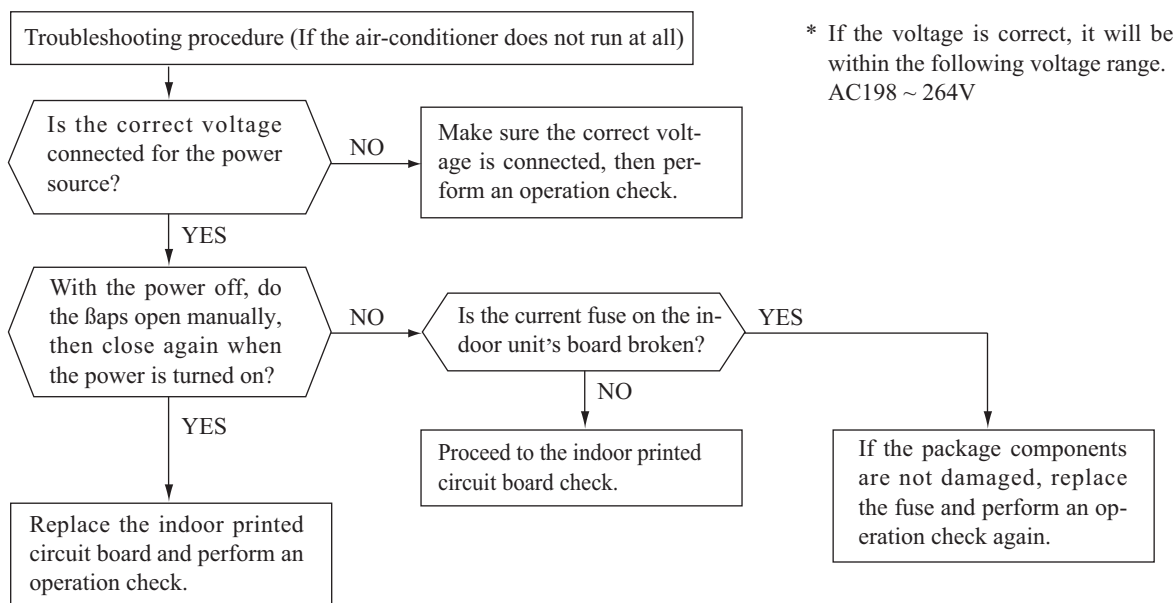 Troubleshooting procedure (If the air-conditioner does not run at all)
* If the voltage is correct, it will be
within the following voltage range.
AC198 ~ 264V
Is the correct voltage
connected for the power
source?
NO
Make sure the correct volt-
age is connected, then per-
form an operation check.
YES
With the power off, do
the ßaps open manually,
then close again when
the power is turned on?
NO
Is the current fuse on the in-
door unit's board broken?
YES
NO
YES
Proceed to the indoor printed
circuit board check.
If the package components
are not damaged, replace
the fuse and perform an op-
eration check again.
Replace the indoor printed
circuit board and perform an
operation check.